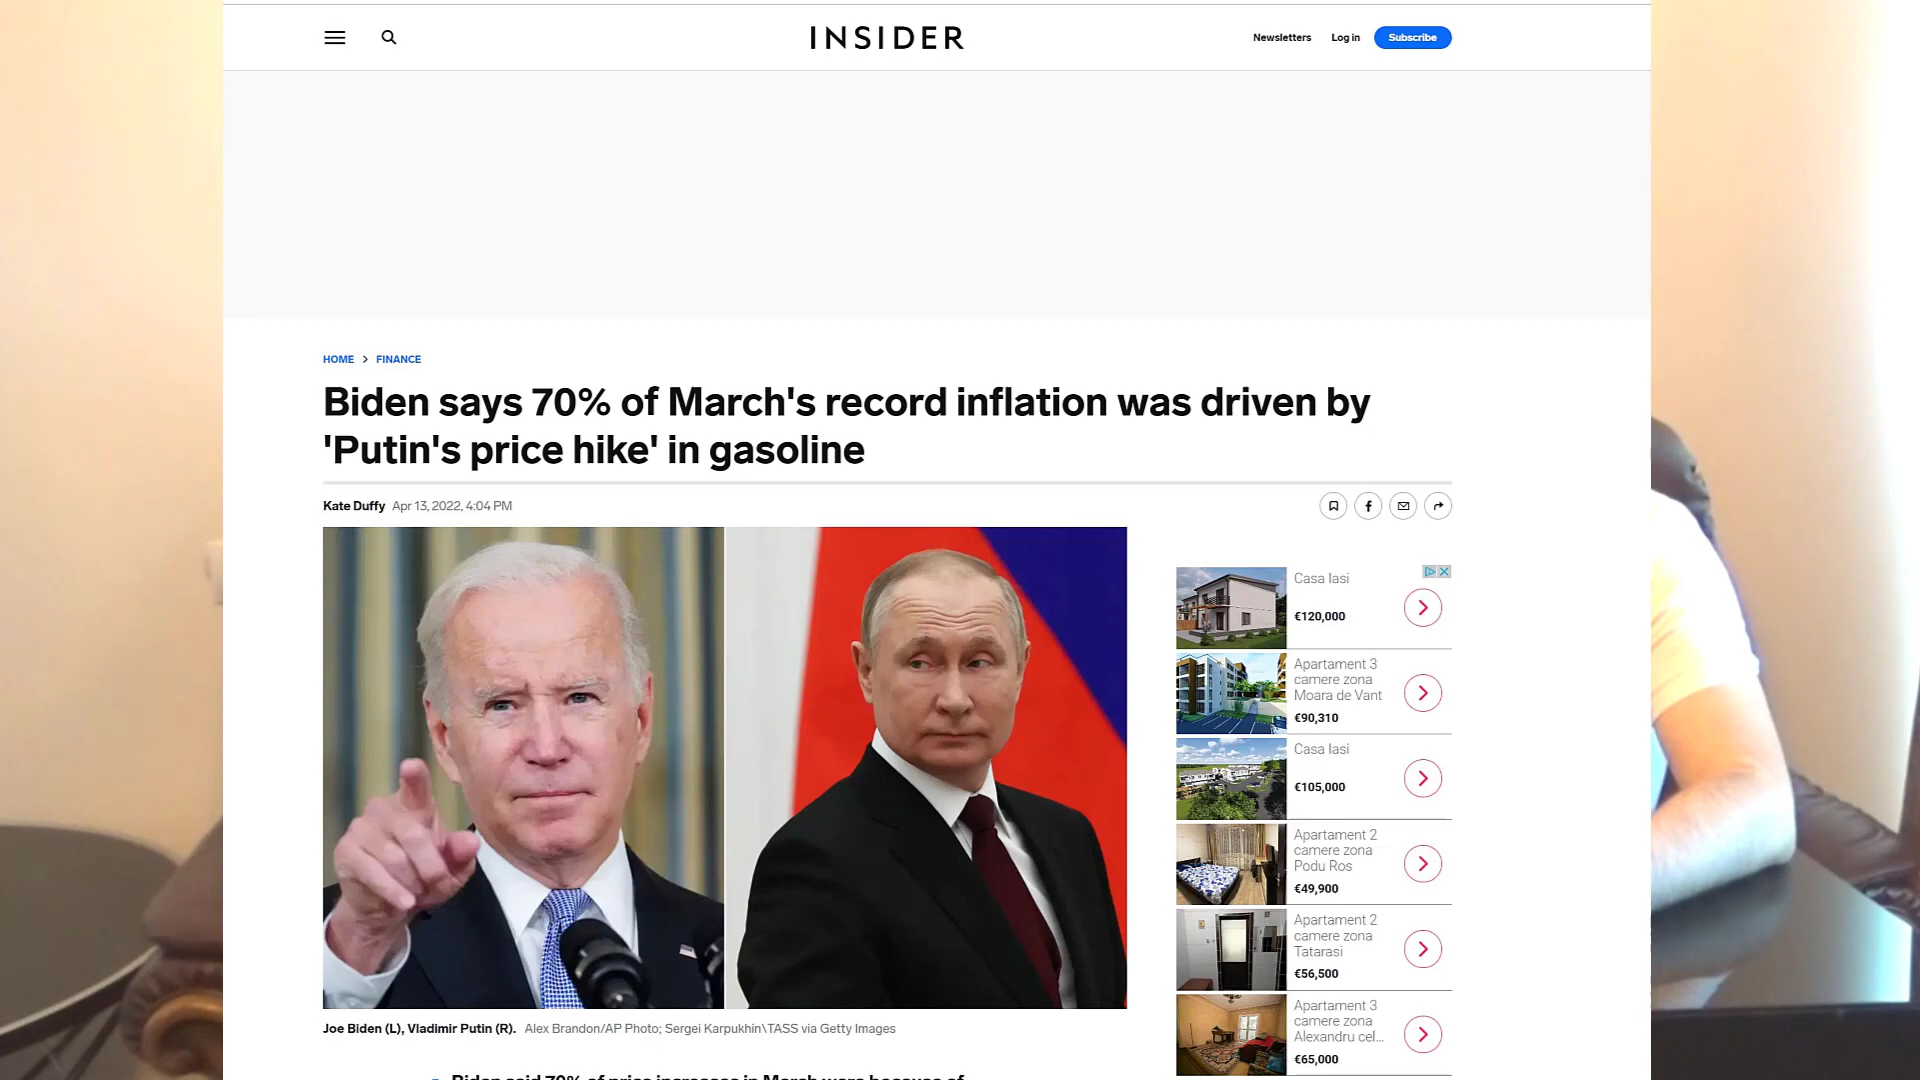 INSIDER
Newsletters
Log in
Subscribe
HOME > FINANCE
Biden says 70% of March's record inflation was driven by
'Putin's price hike' in gasoline
Kate Duffy Apr 13, 2022, 4:04 PM
Casa Iasi
€120,000
Apartament 3
camere zona
Moara de Vant
€90,310
Casa Iasi
€105,000
Apartament 2
camere zona
Podu Ros
€49,900
Apartament 2
camere zona
Tatarasi
€56,500
Apartament 3
camere zona
Alexandru cel...
€65,000
Joe Biden (L), Vladimir Putin (R). Alex Brandon/AP Photo; Sergei Karpukhin\TASS via Getty Images
Biden said 70% of price increases in March were because of